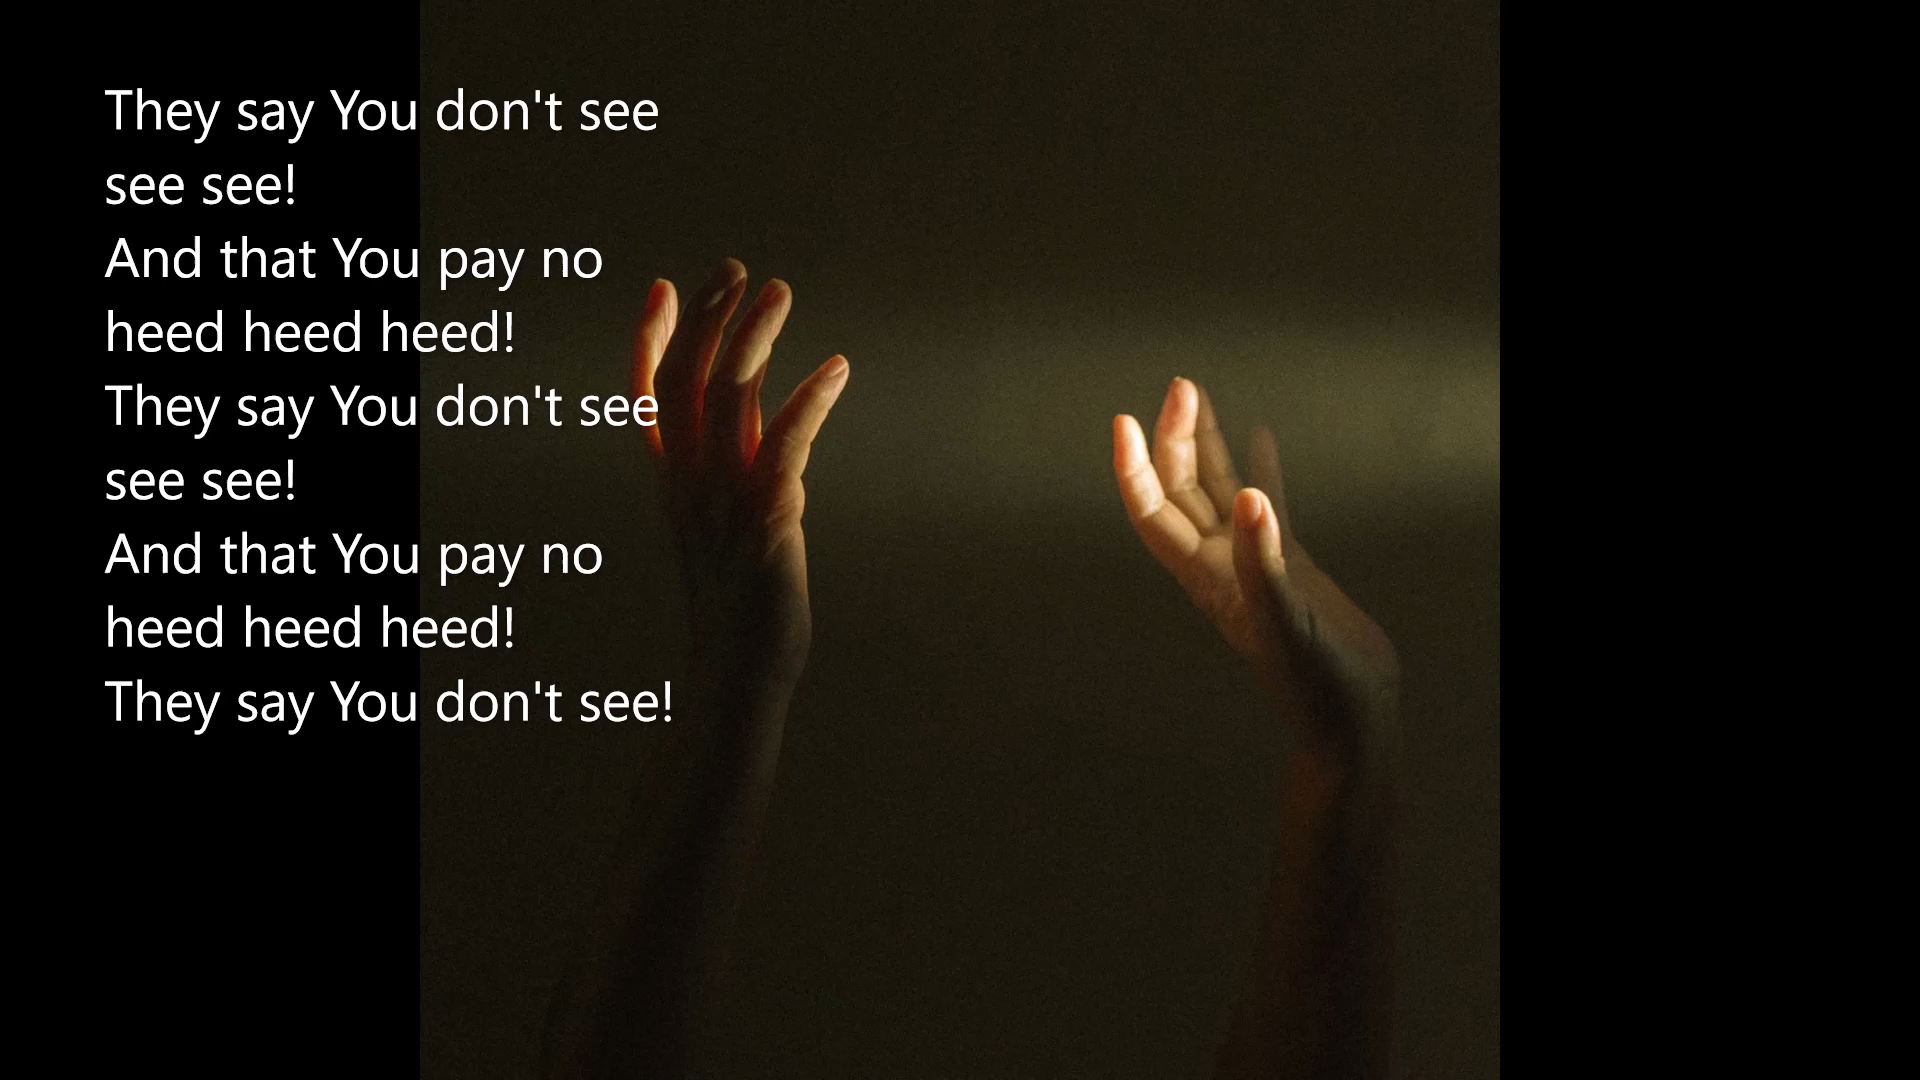 They say You don't see
see see!
And that You pay no
heed heed heed!
They say You don't see
see see!
And that You pay no
heed heed heed!
They say You don't see!